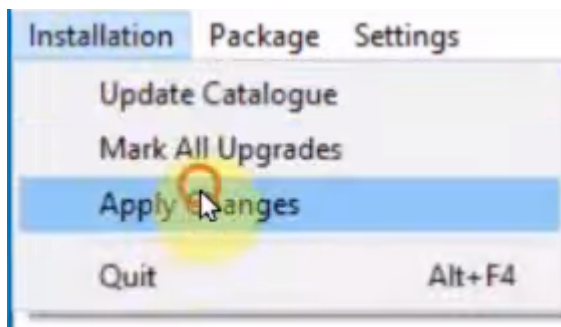 Installation Package Settings
Update Catalogue
Mark All Upgrades
Apply Changes
Quit Alt+F4